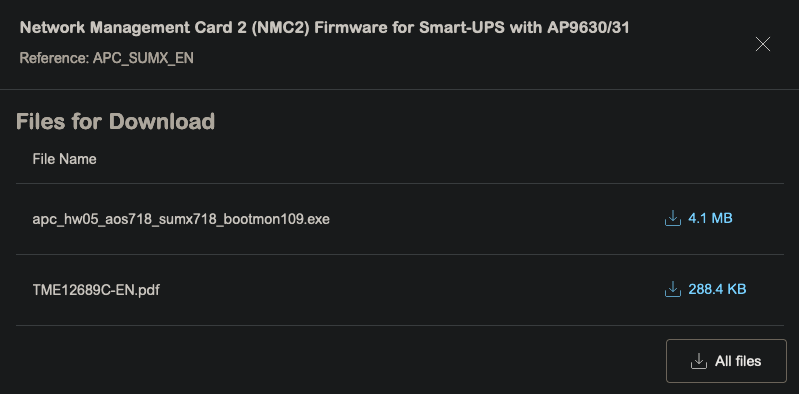 Network Management Card 2 (NMC2) Firmware for Smart-UPS with AP9630/31
Reference: APC_SUMX_EN
Files for Download
File Name
apc_hw05_aos718_sumx718_bootmon109.exe 4.1 MB
TME12689C-EN.pdf 288.4 KB
All files